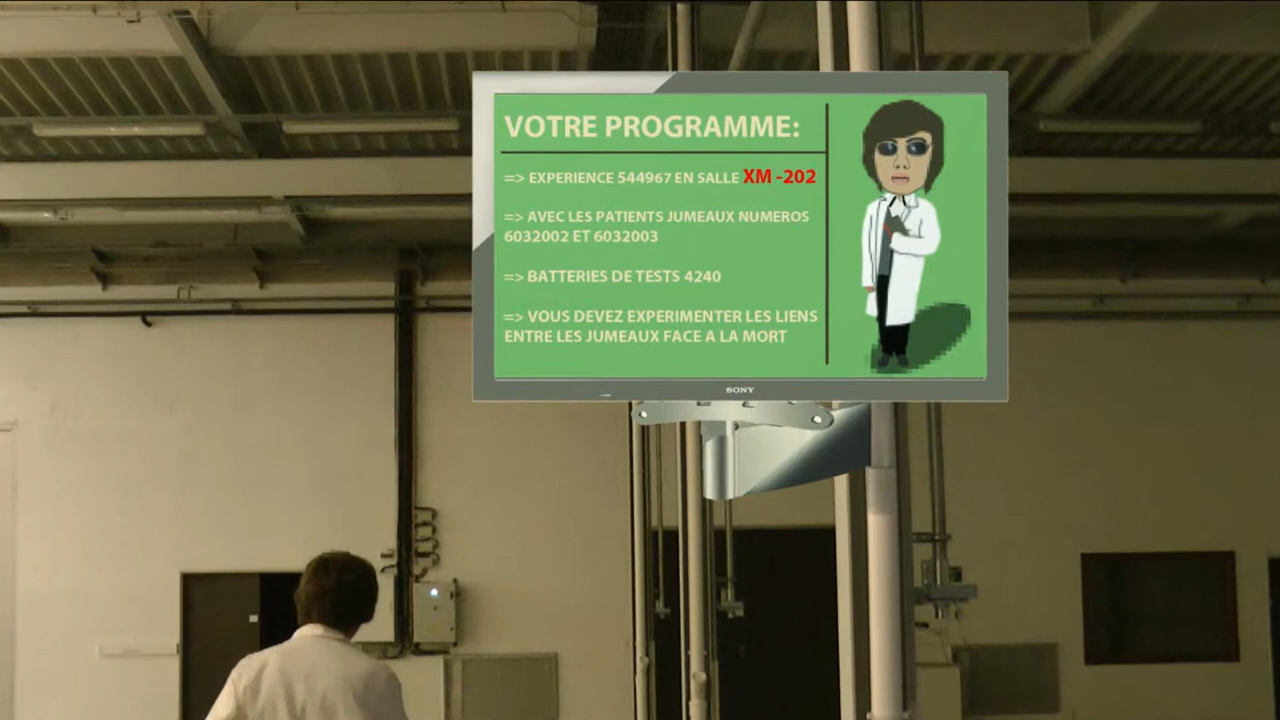 VOTRE PROGRAMME:
=> EXPERIENCE 544967 EN SALLE XM -202
=> AVEC LES PATIENTS JUMEAUX NUMEROS
6032002 ET 6032003
=> BATTERIES DE TESTS 4240
=> VOUS DEVEZ EXPERIMENTER LES LIENS
ENTRE LES JUMEAUX FACE A LA MORT
SONY